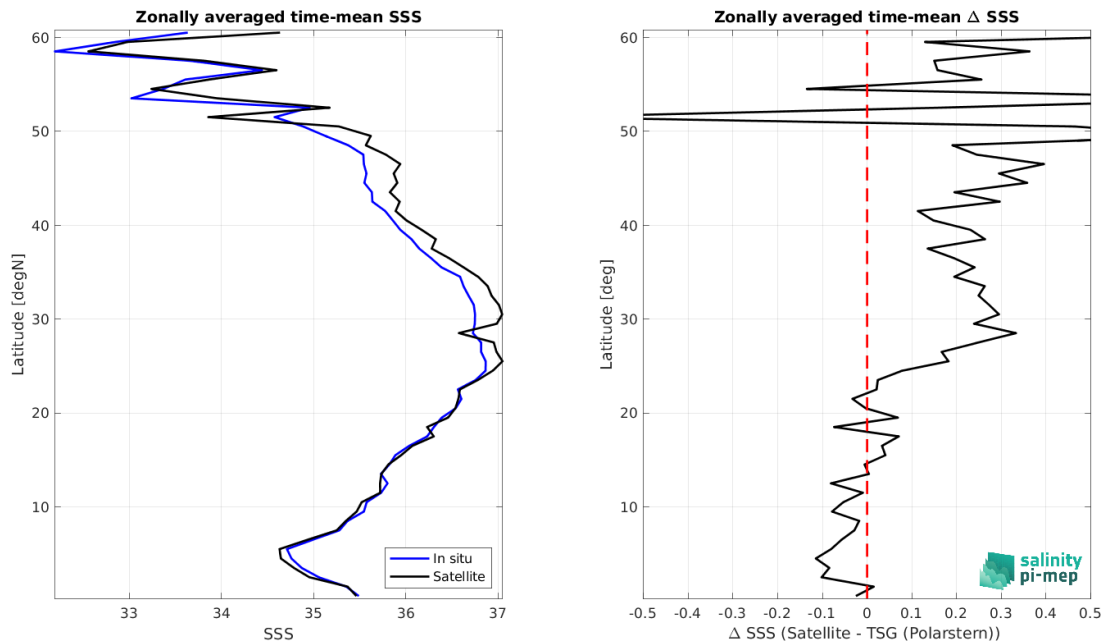 Zonally averaged time-mean SSS
60
50
40
30
20
10
Latitude [degN]
33
34
35
36
37
SSS
In situ
Satellite
Zonally averaged time-mean Δ SSS
60
50
40
30
20
10
Latitude [deg]
-0.5
-0.4
-0.3
-0.2
-0.1
0
0.1
0.2
0.3
0.4
0.5
Δ SSS (Satellite - TSG (Polarstern))
salinity
pi-mep